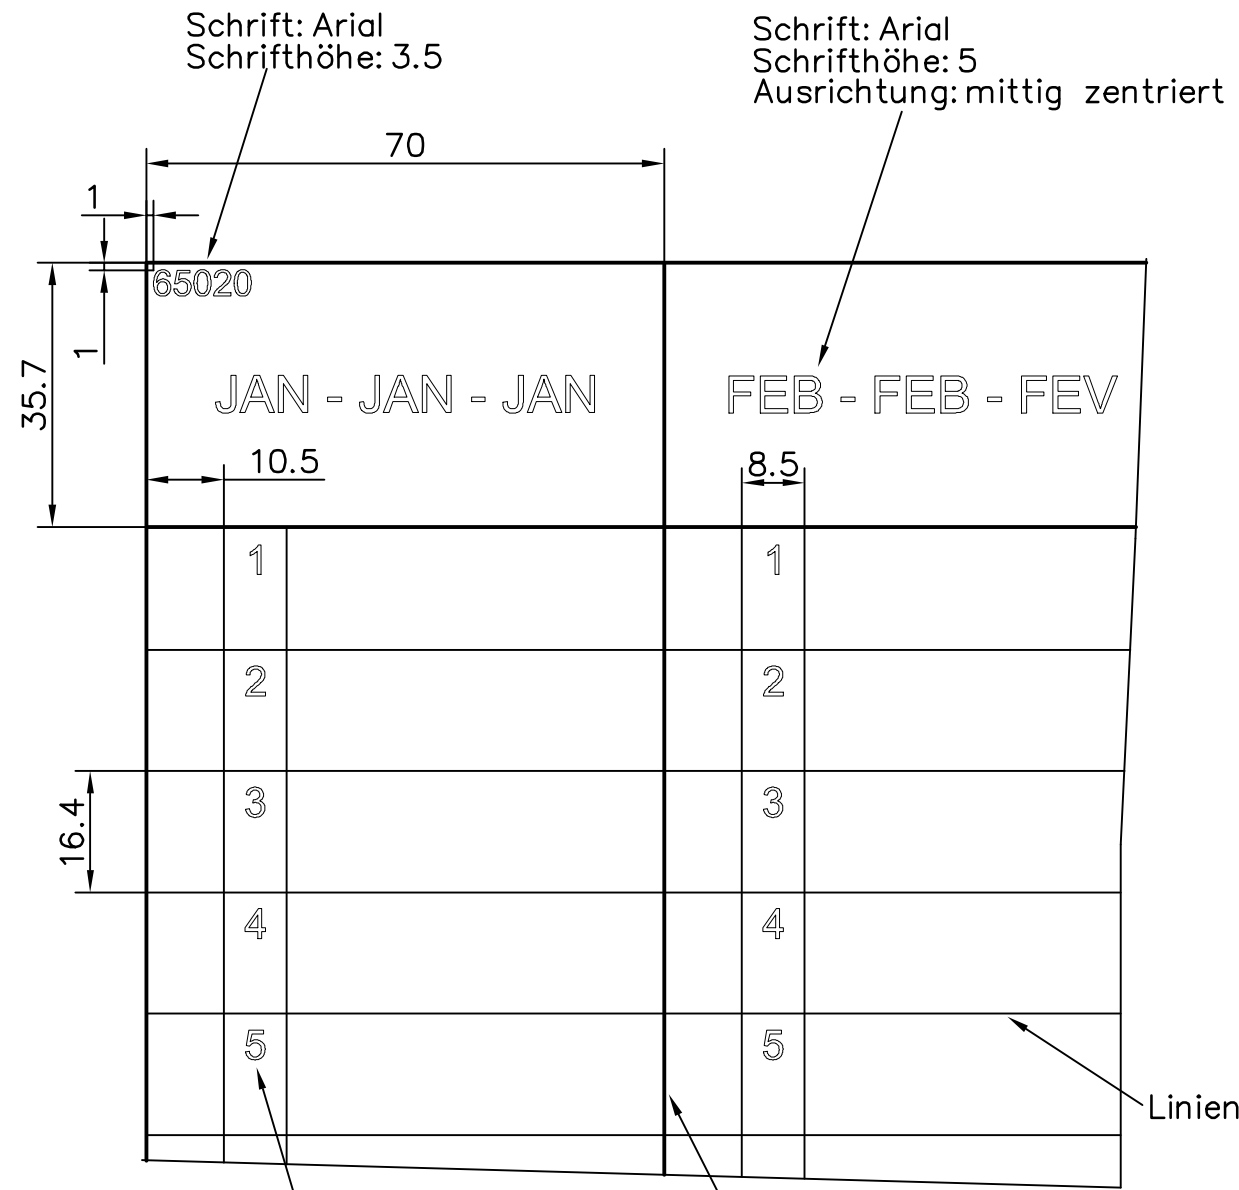 Schrift: Arial
Schrifthöhe: 3.5
Schrift: Arial
Schrifthöhe: 5
Ausrichtung: mittig zentriert
70
1
65020
1
35.7
JAN - JAN - JAN
FEB - FEB - FEV
10.5
8.5
1
1
2
2
16.4
3
3
4
4
5
5
Linien